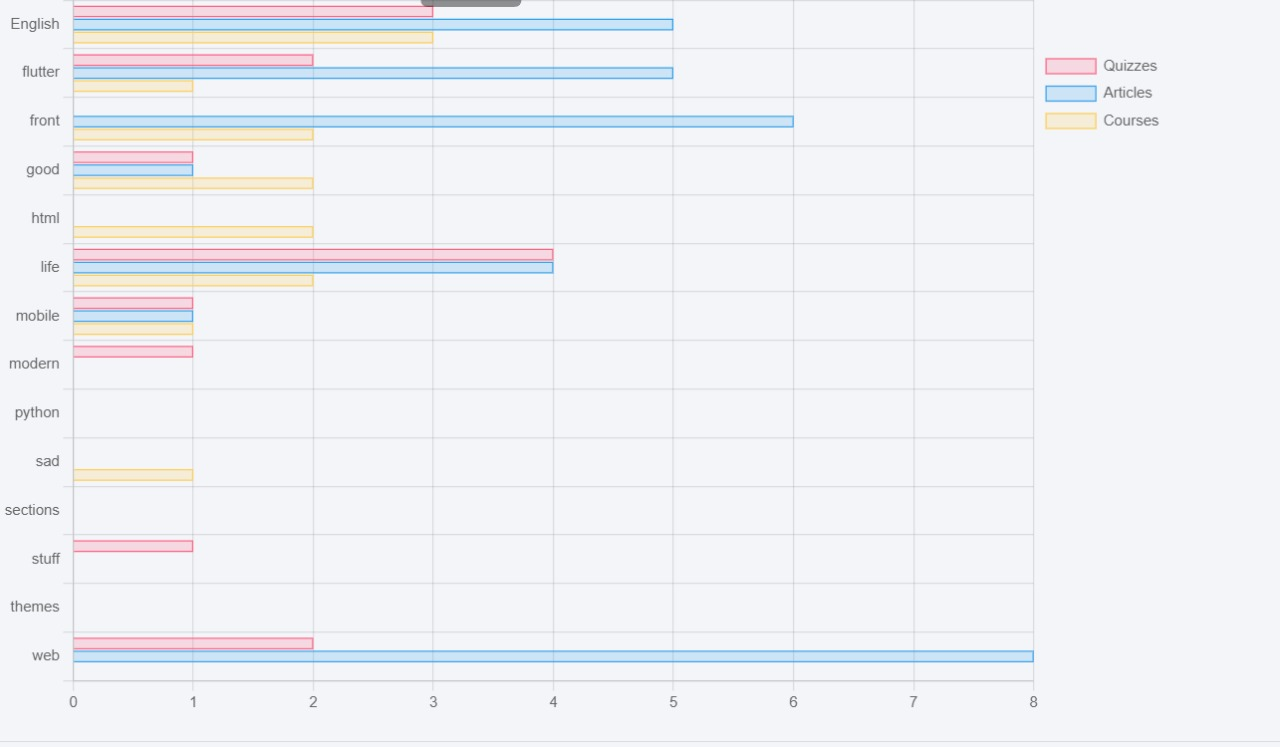 English
flutter
front
good
html
life
mobile
modern
python
sad
sections
stuff
themes
web
0 1 2 3 4 5 6 7 8
Quizzes
Articles
Courses